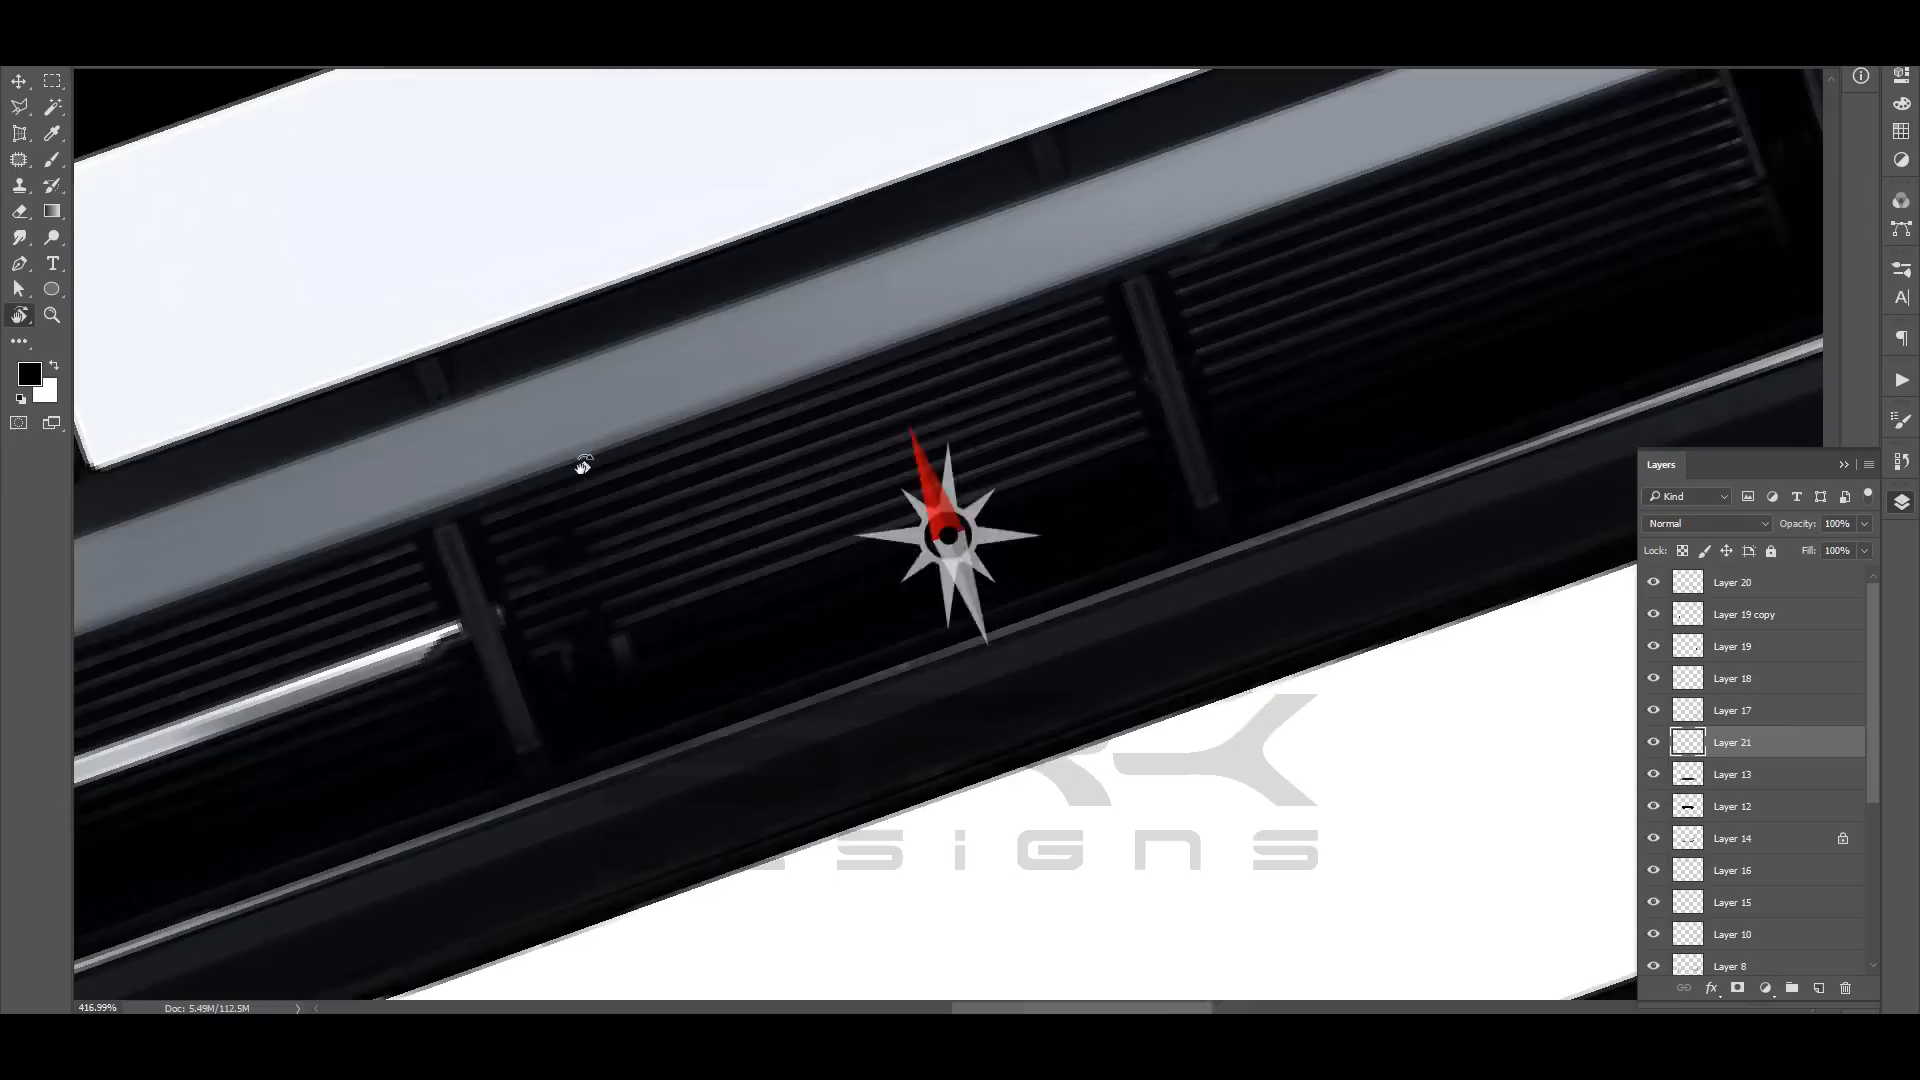 Layers
Kind
Normal
Opacity: 100%
Lock:
Fill: 100%
Layer 20
Layer 19 copy
Layer 19
Layer 18
Layer 17
Layer 21
Layer 13
Layer 12
Layer 14
Layer 16
Layer 15
Layer 10
Layer 8
fx
SiGNS
416.99%
Doc: 5.49M/112.5M